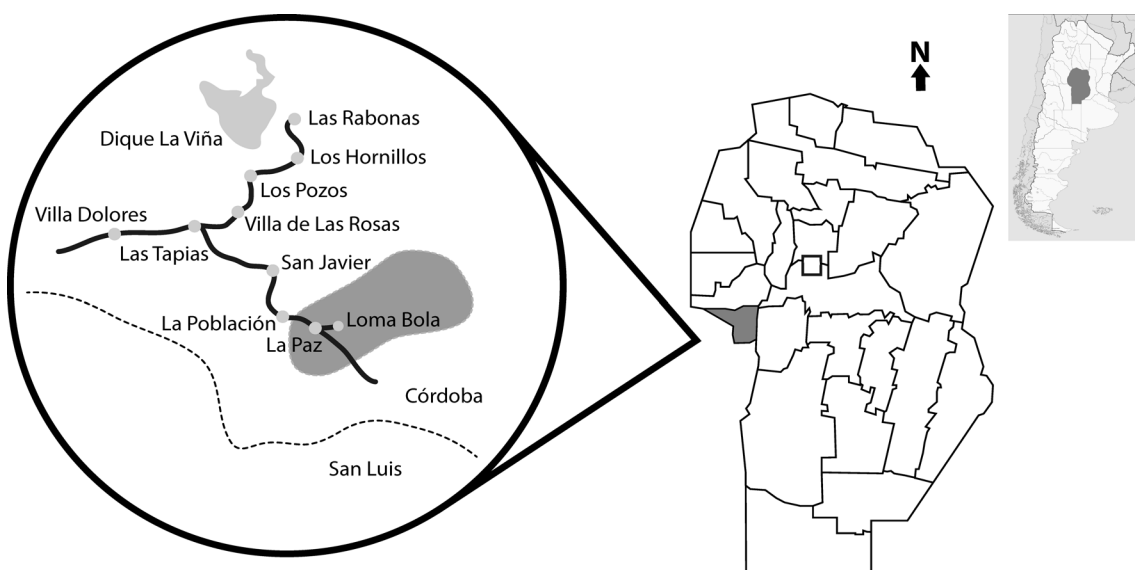 N
Las Rabonas
Dique La Viña
Los Hornillos
Los Pozos
Villa Dolores
Villa de Las Rosas
Las Tapias
San Javier
La Población
Loma Bola
La Paz
Córdoba
San Luis